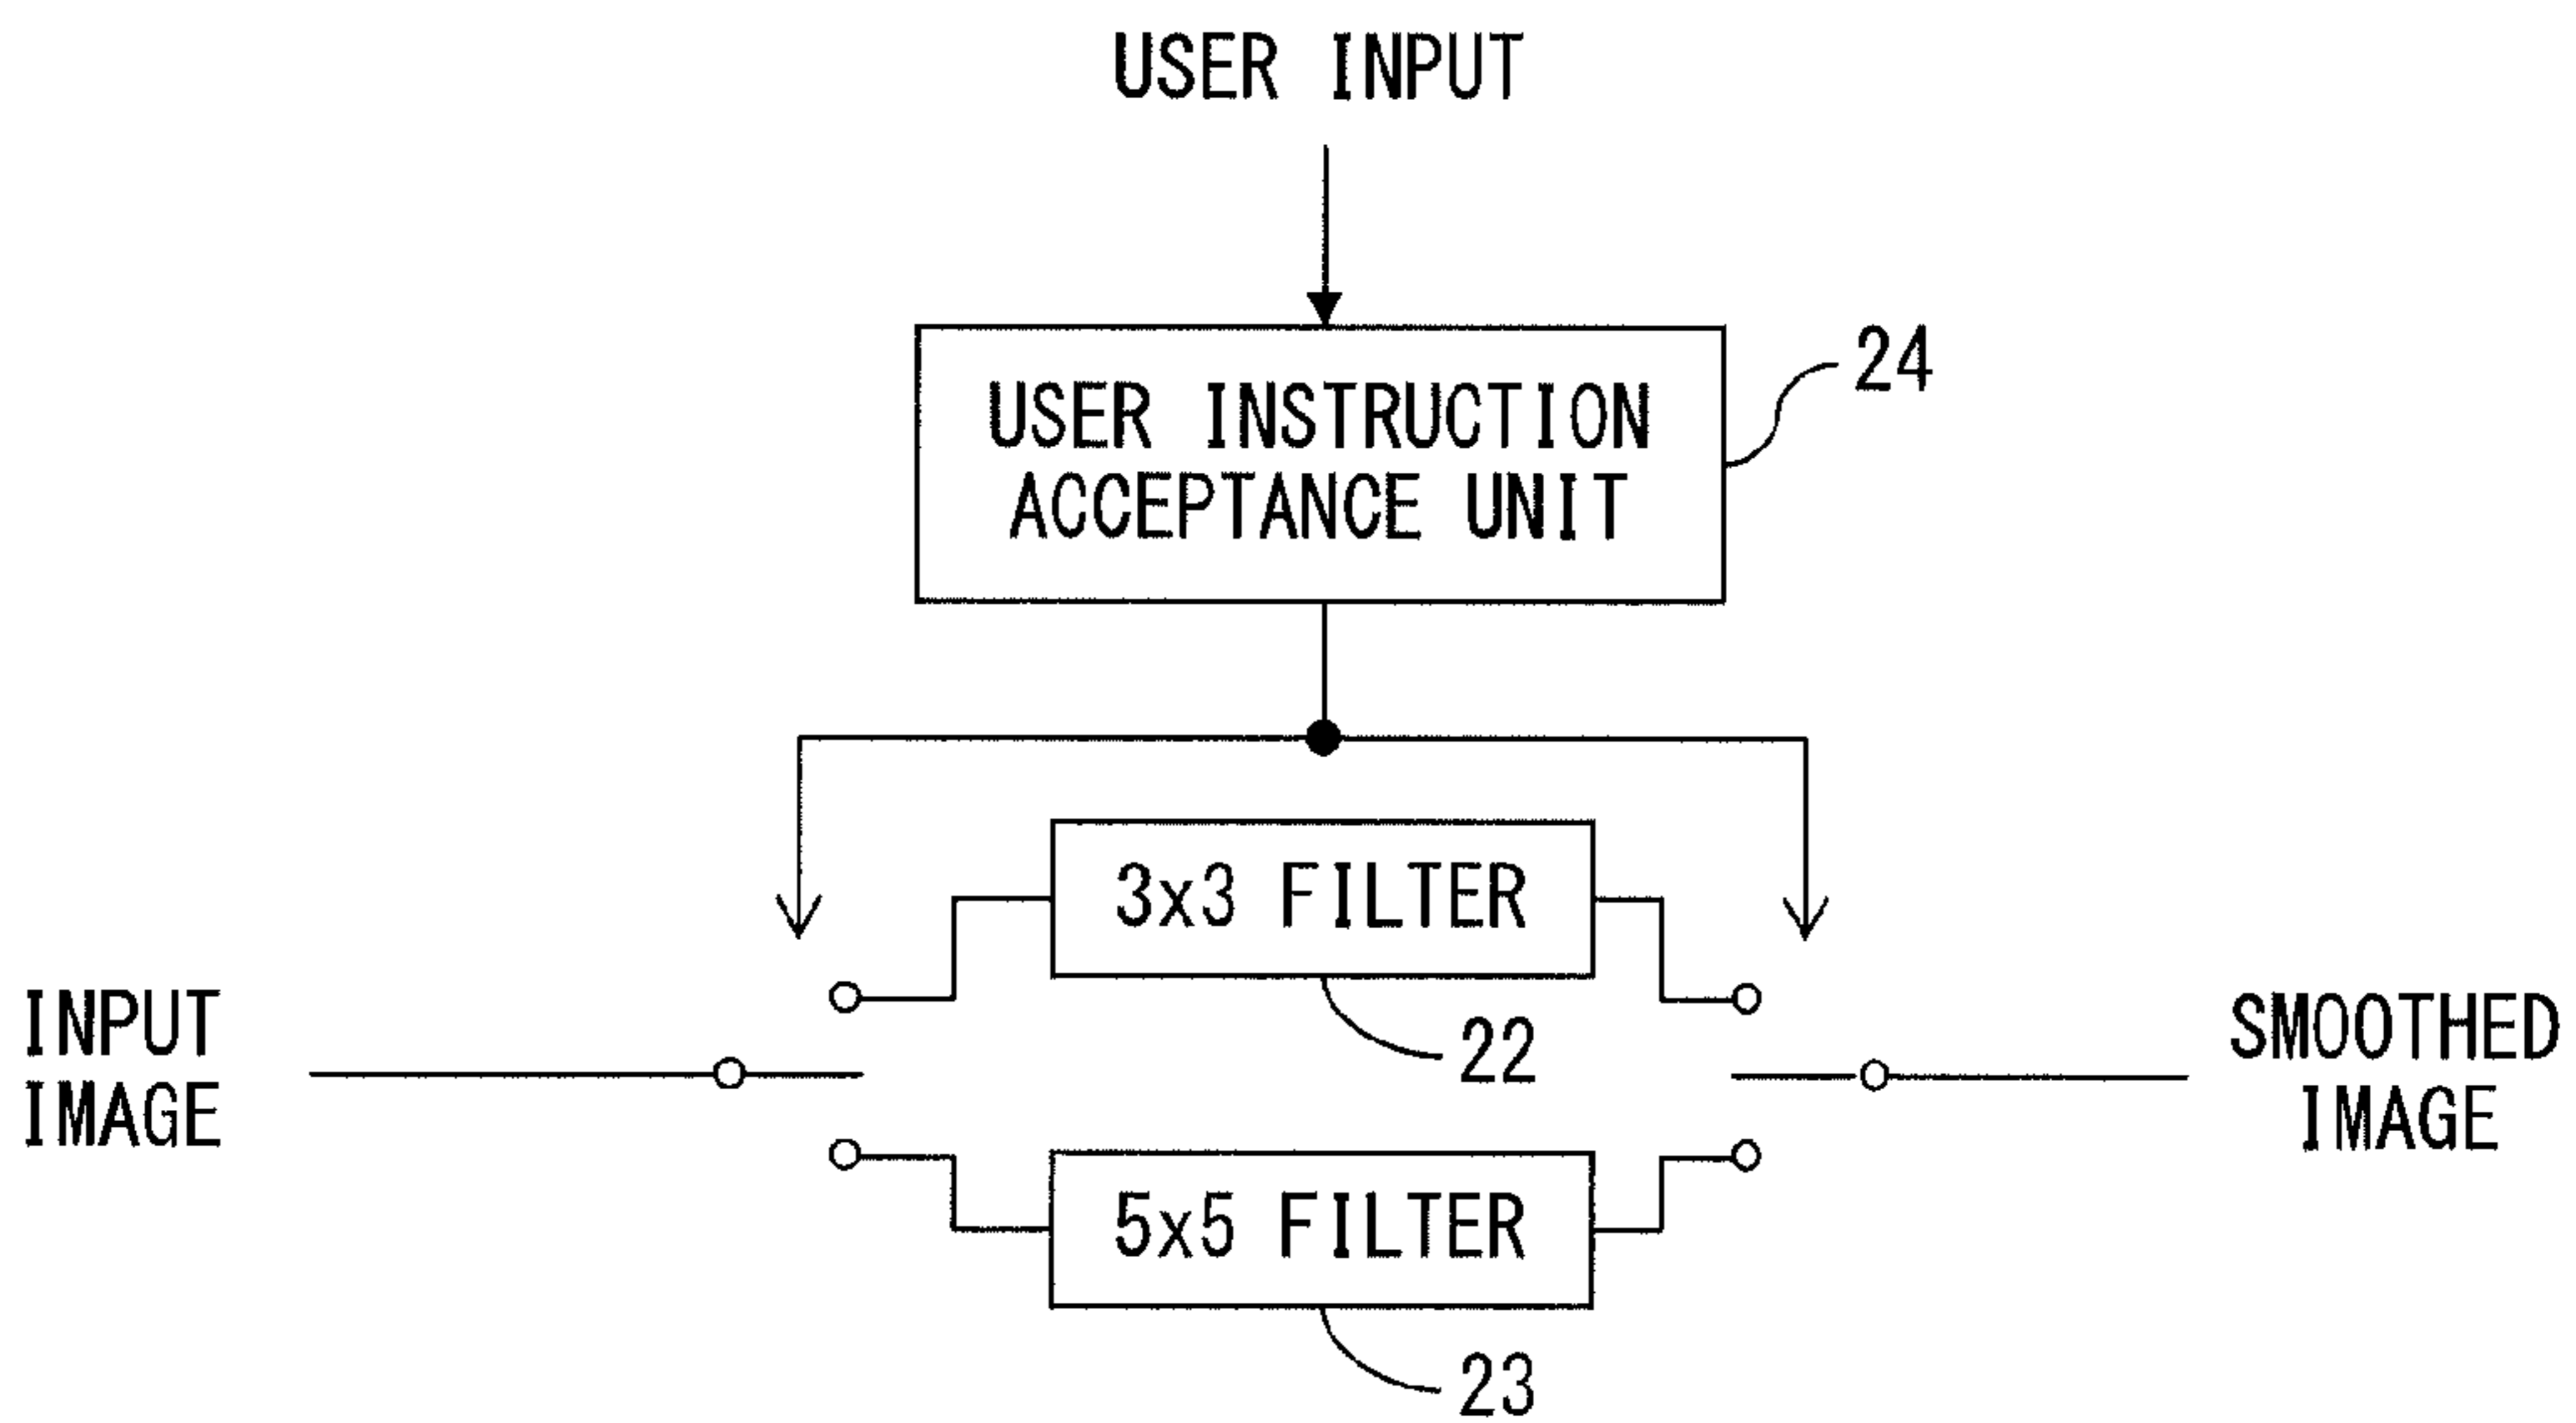 USER INPUT
USER INSTRUCTION
ACCEPTANCE UNIT
24
3x3 FILTER
22
INPUT
IMAGE
SMOOTHED
IMAGE
5x5 FILTER
23